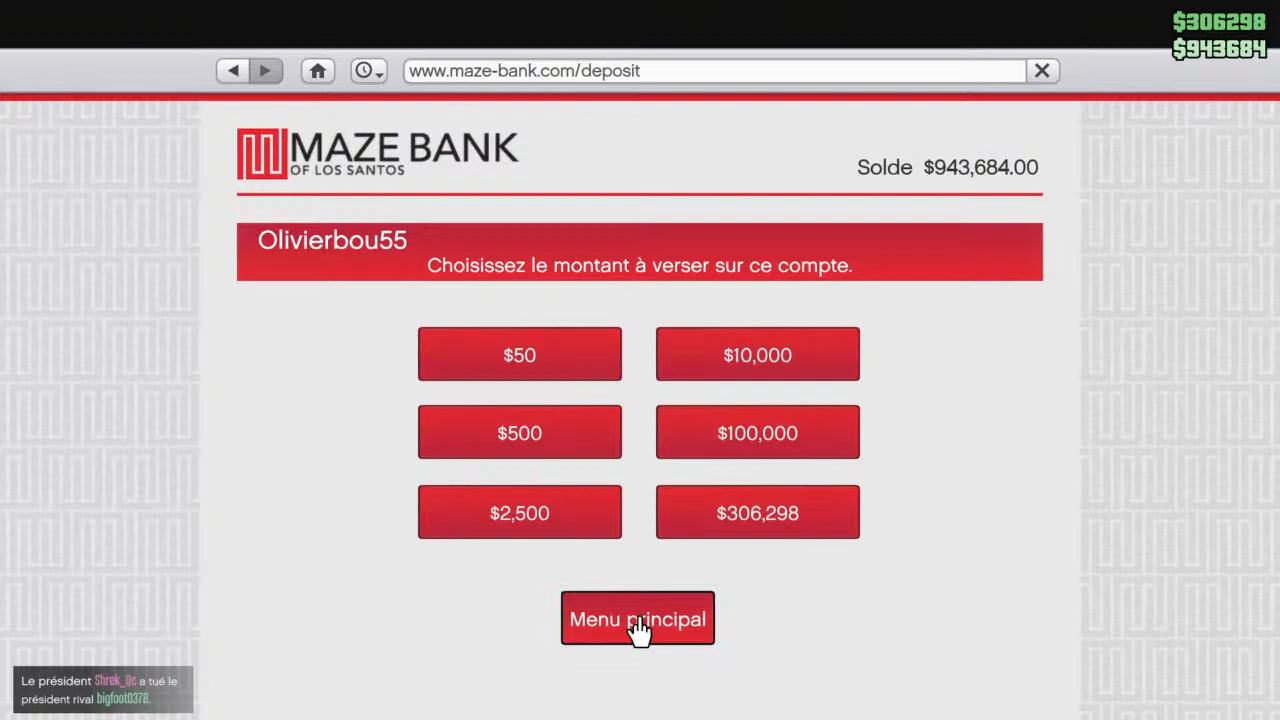 $306298
$943684
www.maze-bank.com/deposit
MAZE BANK
OF LOS SANTOS
Solde $943,684.00
Olivierbou55
Choisissez le montant à verser sur ce compte.
$50
$10,000
$500
$100,000
$2,500
$306,298
Menu principal
Le président Shrek_Qc a tué le
président rival bigfoot0378.